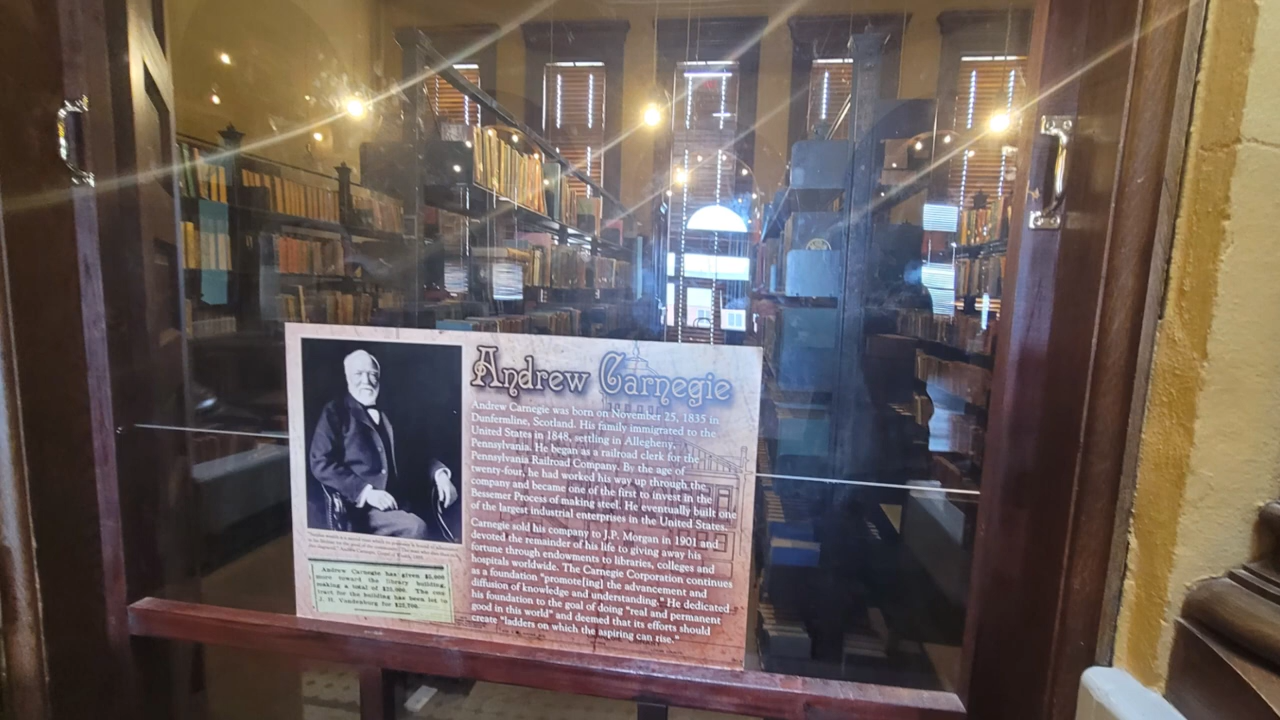 Andrew Carnegie
Andrew Carnegie was born on November 25, 1835 in
Dunfermline, Scotland. His family immigrated to the
United States in 1848, settling in Allegheny,
Pennsylvania. He began as a railroad clerk for the
Pennsylvania Railroad Company. By the age of
twenty-four, he had worked his way up through the
company and became one of the first to invest in the
Bessemer Process of making steel. He eventually built one
of the largest industrial enterprises in the United States.
Carnegie sold his company to J.P. Morgan in 1901 and
devoted the remainder of his life to giving away his
fortune through endowments to libraries, colleges and
hospitals worldwide. The Carnegie Corporation continues
as a foundation "promote[ing] the advancement and
diffusion of knowledge and understanding." He dedicated
his foundation to the goal of doing "real and permanent
good in this world" and deemed that its efforts should
create "ladders on which the aspiring can rise."
Andrew Carnegie has given
more toward the library building,
making a total of The con
tract for the building has been let to
J. H. Vandenburg for